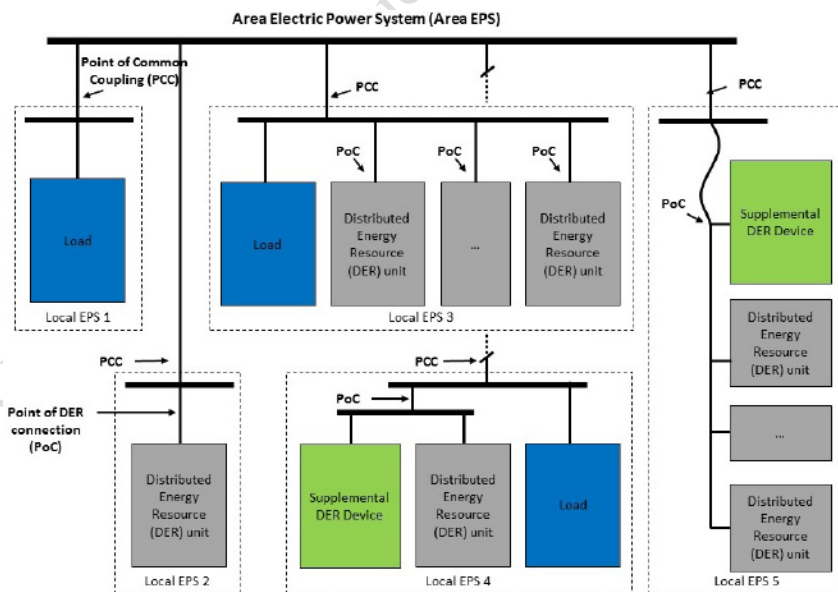 Area Electric Power System (Area EPS)
Point of Common
Coupling (PCC)
PCC
PCC
PoC
PoC
PoC
Load
Local EPS 1
Load
Distributed
Energy
Resource
(DER) unit
...
Distributed
Energy
Resource
(DER) unit
Local EPS 3
PoC
Supplemental
DER Device
Distributed
Energy
Resource
(DER) unit
...
Distributed
Energy
Resource
(DER) unit
Local EPS 5
PCC
Point of DER
connection
(PoC)
Distributed
Energy
Resource
(DER) unit
Local EPS 2
PCC
PoC
Supplemental
DER Device
Distributed
Energy
Resource
(DER) unit
Load
Local EPS 4